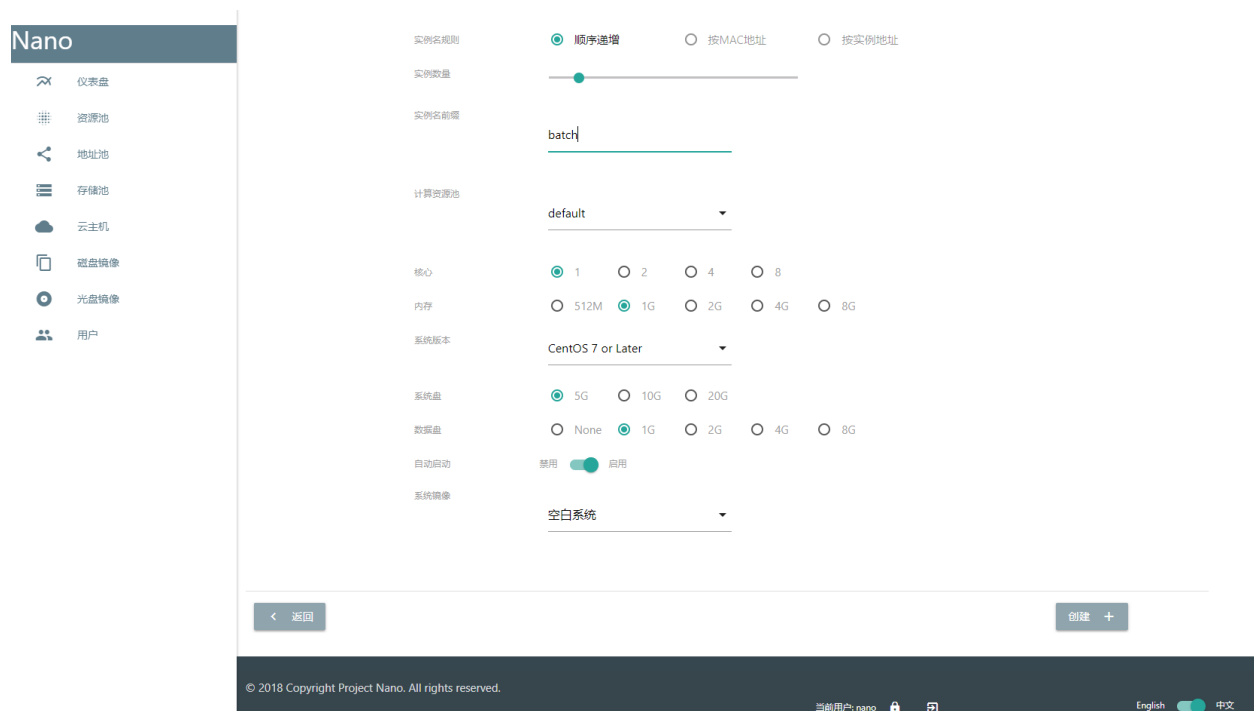 Nano
仪表盘
资源池
地址池
存储池
云主机
磁盘镜像
光盘镜像
用户
实例名规则 顺序递增 按MAC地址 按实例地址
实例数量
实例名前缀
batch
计算资源池
default
核心 1 2 4 8
内存 512M 1G 2G 4G 8G
系统版本
CentOS 7 or Later
系统盘 5G 10G 20G
数据盘 None 1G 2G 4G 8G
自动启动 禁用 启用
系统镜像
空白系统
返回 创建
© 2018 Copyright Project Nano. All rights reserved.
当前用户: nano English 中文